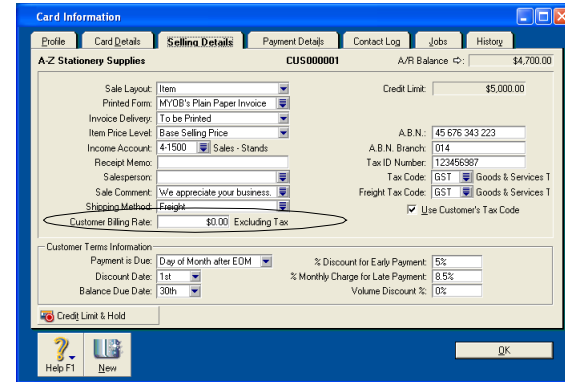 Card Information
Profile Card Details Selling Details Payment Details Contact Log Jobs History
A-Z Stationery Supplies CUS000001 A/R Balance ⇨: $4,700.00
Sale Layout: Item Credit Limit: $5,000.00
Printed Form: MYOB's Plain Paper Invoice
Invoice Delivery: To be Printed
Item Price Level: Base Selling Price A.B.N.: 45 676 343 223
Income Account: 4-1500 Sales - Stands A.B.N. Branch: 014
Receipt Memo: Tax ID Number: 123456987
Salesperson: Tax Code: GST Goods & Services T
Sale Comment: We appreciate your business. Freight Tax Code: GST Goods & Services T
Shipping Method: Freight Use Customer's Tax Code
Customer Billing Rate: $0.00 Excluding Tax
Customer Terms Information
Payment is Due: Day of Month after EOM % Discount for Early Payment: 5%
Discount Date: 1st % Monthly Charge for Late Payment: 8.5%
Balance Due Date: 30th Volume Discount %: 0%
Credit Limit & Hold
?
Help F1 New OK